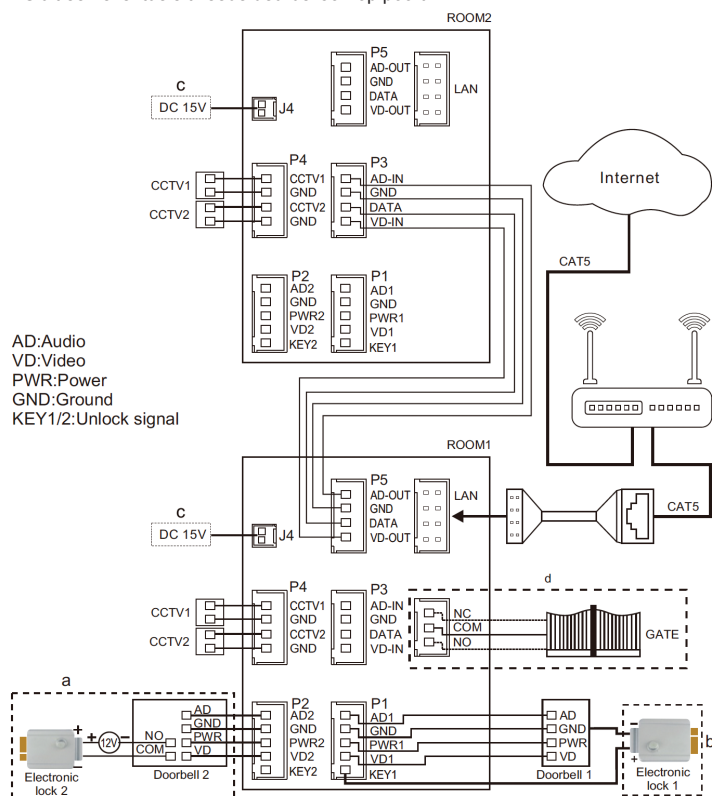 ROOM2
P5
AD-OUT
GND
DATA
VD-OUT
LAN
c
DC 15V
J4
P4
CCTV1
GND
CCTV2
GND
CCTV1
CCTV2
P3
AD-IN
GND
DATA
VD-IN
Internet
CAT5
P2
AD2
GND
PWR2
VD2
KEY2
P1
AD1
GND
PWR1
VD1
KEY1
AD:Audio
VD:Video
PWR:Power
GND:Ground
KEY1/2:Unlock signal
ROOM1
P5
AD-OUT
GND
DATA
VD-OUT
LAN
CAT5
c
DC 15V
J4
P4
CCTV1
GND
CCTV2
GND
CCTV1
CCTV2
P3
AD-IN
GND
DATA
VD-IN
d
NC
COM
NO
GATE
a
P2
AD2
GND
PWR2
VD2
KEY2
P1
AD1
GND
PWR1
VD1
KEY1
AD
GND
PWR
VD
NO
COM
+
+
12V
−
−
Electronic
lock 2
Doorbell 2
AD
GND
PWR
VD
Doorbell 1
−
+
b
Electronic
lock 1